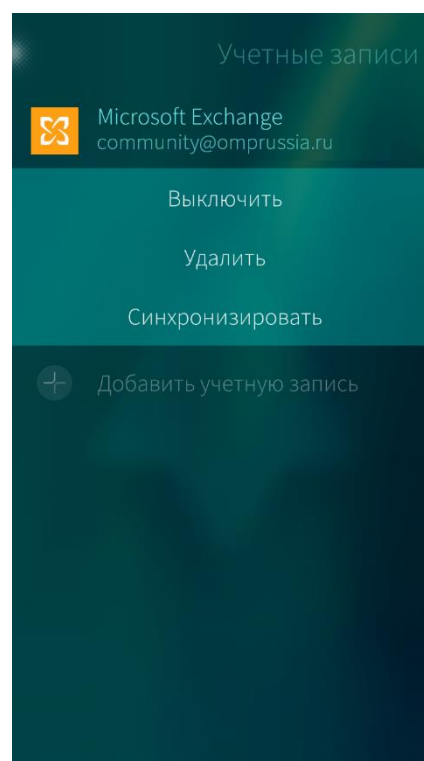 Учетные записи
Microsoft Exchange
community@omprussia.ru
Выключить
Удалить
Синхронизировать
Добавить учетную запись